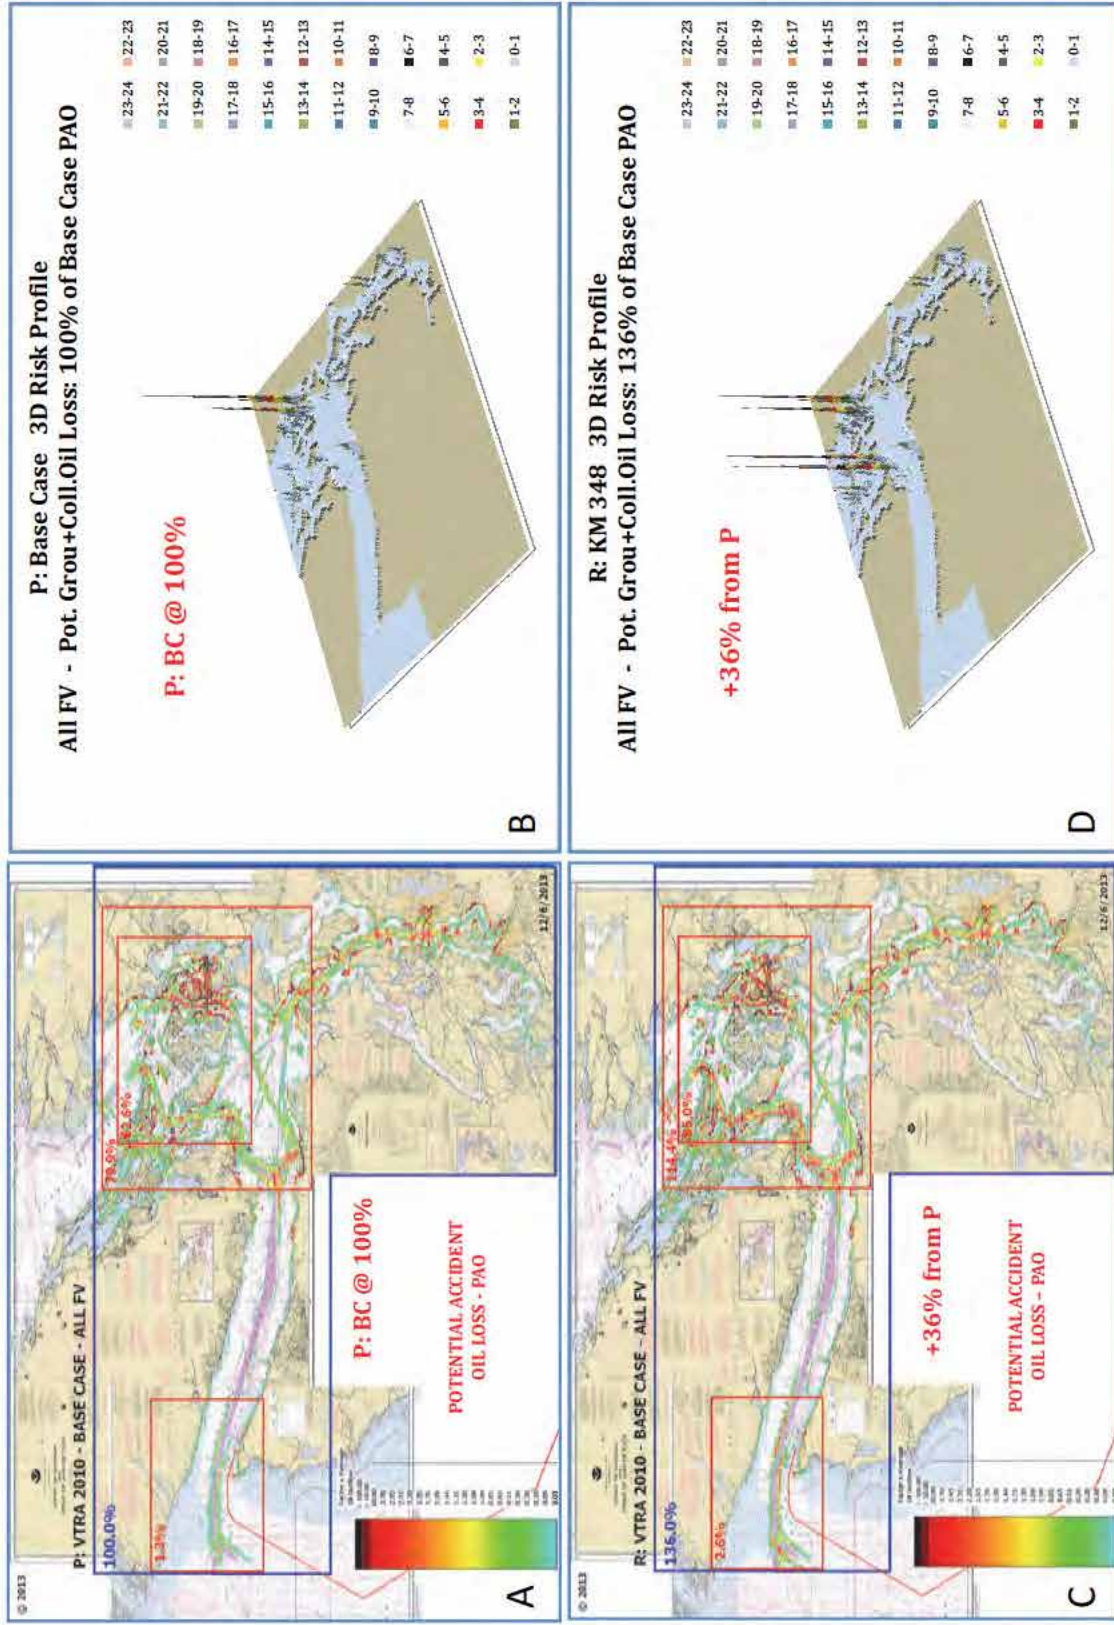 © 2013
P: VTRA 2010 - BASE CASE - ALL FV
100.0%
1.2%
62.6%
P: BC @ 100%
POTENTIAL ACCIDENT
OIL LOSS - PAO
12/6/2013
A
P: Base Case 3D Risk Profile
All FV - Pot. Grou+Coll.Oil Loss: 100% of Base Case PAO
P: BC @ 100%
23-24 22-23
21-22 20-21
19-20 18-19
17-18 16-17
15-16 14-15
13-14 12-13
11-12 10-11
9-10 8-9
7-8 6-7
5-6 4-5
3-4 2-3
1-2 0-1
B
© 2013
R: VTRA 2010 - BASE CASE - ALL FV
136.0%
2.6%
114.4%
+36% from P
POTENTIAL ACCIDENT
OIL LOSS - PAO
12/6/2013
C
R: KM 348 3D Risk Profile
All FV - Pot. Grou+Coll.Oil Loss: 136% of Base Case PAO
+36% from P
23-24 22-23
21-22 20-21
19-20 18-19
17-18 16-17
15-16 14-15
13-14 12-13
11-12 10-11
9-10 8-9
7-8 6-7
5-6 4-5
3-4 2-3
1-2 0-1
D